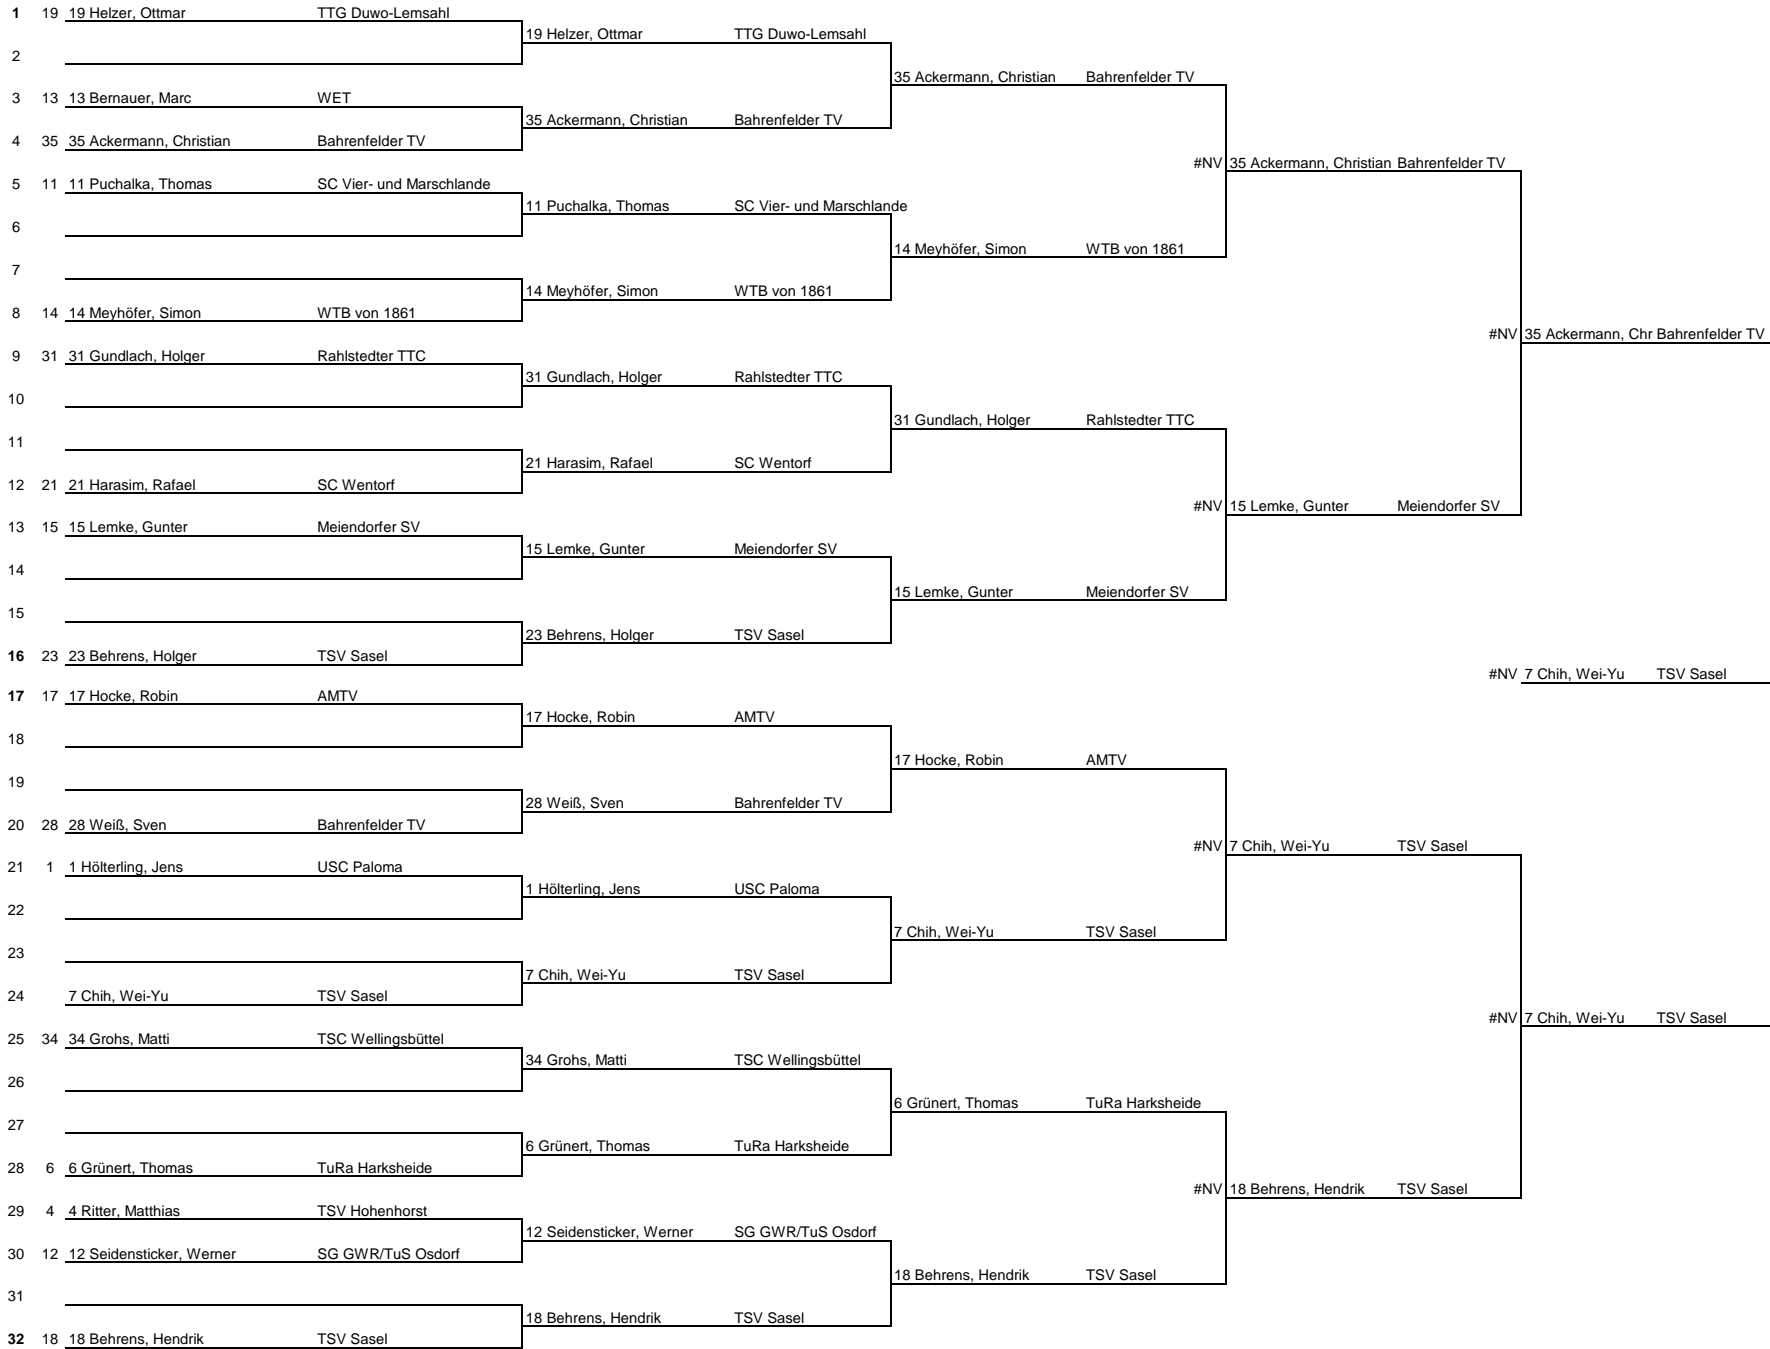 1 19 19 Helzer, Ottmar TTG Duwo-Lemsahl
19 Helzer, Ottmar TTG Duwo-Lemsahl
2
35 Ackermann, Christian Bahrenfelder TV
3 13 13 Bernauer, Marc WET
35 Ackermann, Christian Bahrenfelder TV
4 35 35 Ackermann, Christian Bahrenfelder TV
#NV 35 Ackermann, Christian Bahrenfelder TV
5 11 11 Puchalka, Thomas SC Vier- und Marschlande
11 Puchalka, Thomas SC Vier- und Marschlande
6
14 Meyhöfer, Simon WTB von 1861
7
14 Meyhöfer, Simon WTB von 1861
8 14 14 Meyhöfer, Simon WTB von 1861
#NV 35 Ackermann, Chr Bahrenfelder TV
9 31 31 Gundlach, Holger Rahlstedter TTC
31 Gundlach, Holger Rahlstedter TTC
10
31 Gundlach, Holger Rahlstedter TTC
11
21 Harasim, Rafael SC Wentorf
12 21 21 Harasim, Rafael SC Wentorf
#NV 15 Lemke, Gunter Meiendorfer SV
13 15 15 Lemke, Gunter Meiendorfer SV
15 Lemke, Gunter Meiendorfer SV
14
15 Lemke, Gunter Meiendorfer SV
15
23 Behrens, Holger TSV Sasel
16 23 23 Behrens, Holger TSV Sasel
#NV 7 Chih, Wei-Yu TSV Sasel
17 17 17 Hocke, Robin AMTV
17 Hocke, Robin AMTV
18
17 Hocke, Robin AMTV
19
28 Weiß, Sven Bahrenfelder TV
20 28 28 Weiß, Sven Bahrenfelder TV
#NV 7 Chih, Wei-Yu TSV Sasel
21 1 1 Hölterling, Jens USC Paloma
1 Hölterling, Jens USC Paloma
22
7 Chih, Wei-Yu TSV Sasel
23
7 Chih, Wei-Yu TSV Sasel
24 7 Chih, Wei-Yu TSV Sasel
#NV 7 Chih, Wei-Yu TSV Sasel
25 34 34 Grohs, Matti TSC Wellingsbüttel
34 Grohs, Matti TSC Wellingsbüttel
26
6 Grünert, Thomas TuRa Harksheide
27
6 Grünert, Thomas TuRa Harksheide
28 6 6 Grünert, Thomas TuRa Harksheide
#NV 18 Behrens, Hendrik TSV Sasel
29 4 4 Ritter, Matthias TSV Hohenhorst
12 Seidensticker, Werner SG GWR/TuS Osdorf
30 12 12 Seidensticker, Werner SG GWR/TuS Osdorf
18 Behrens, Hendrik TSV Sasel
31
18 Behrens, Hendrik TSV Sasel
32 18 18 Behrens, Hendrik TSV Sasel